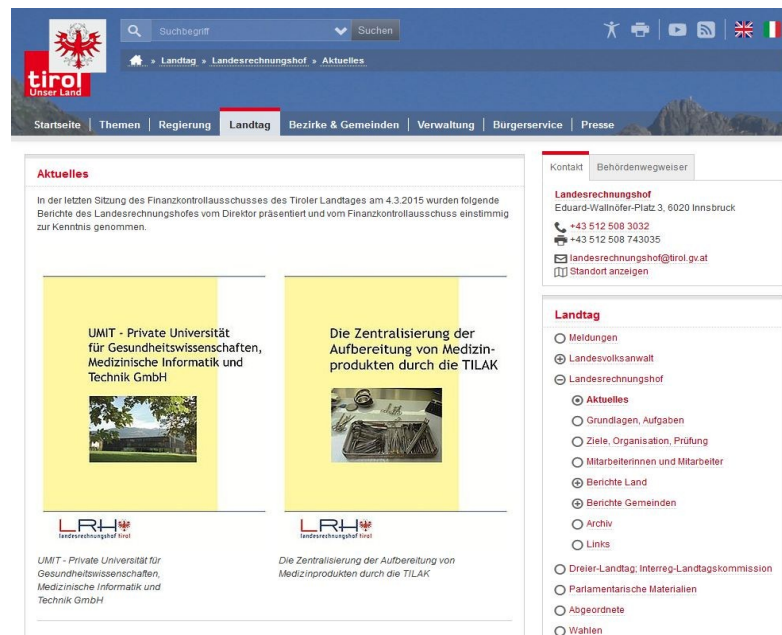 Suchbegriff
Suchen
» Landtag » Landesrechnungshof » Aktuelles
tirol
Unser Land
Startseite | Themen | Regierung | Landtag | Bezirke & Gemeinden | Verwaltung | Bürgerservice | Presse
Aktuelles
In der letzten Sitzung des Finanzkontrollausschusses des Tiroler Landtages am 4.3.2015 wurden folgende
Berichte des Landesrechnungshofes vom Direktor präsentiert und vom Finanzkontrollausschuss einstimmig
zur Kenntnis genommen.
UMIT - Private Universität
für Gesundheitswissenschaften,
Medizinische Informatik und
Technik GmbH
LRH
landesrechnungshof tirol
UMIT - Private Universität für
Gesundheitswissenschaften,
Medizinische Informatik und
Technik GmbH
Die Zentralisierung der
Aufbereitung von Medizin-
produkten durch die TILAK
LRH
landesrechnungshof tirol
Die Zentralisierung der Aufbereitung von
Medizinprodukten durch die TILAK
Kontakt
Behördenwegweiser
Landesrechnungshof
Eduard-Wallnöfer-Platz 3, 6020 Innsbruck
+43 512 508 3032
+43 512 508 743035
landesrechnungshof@tirol.gv.at
Standort anzeigen
Landtag
Meldungen
Landesvolksanwalt
Landesrechnungshof
Aktuelles
Grundlagen, Aufgaben
Ziele, Organisation, Prüfung
Mitarbeiterinnen und Mitarbeiter
Berichte Land
Berichte Gemeinden
Archiv
Links
Dreier-Landtag; Interreg-Landtagskommission
Parlamentarische Materialien
Abgeordnete
Wahlen